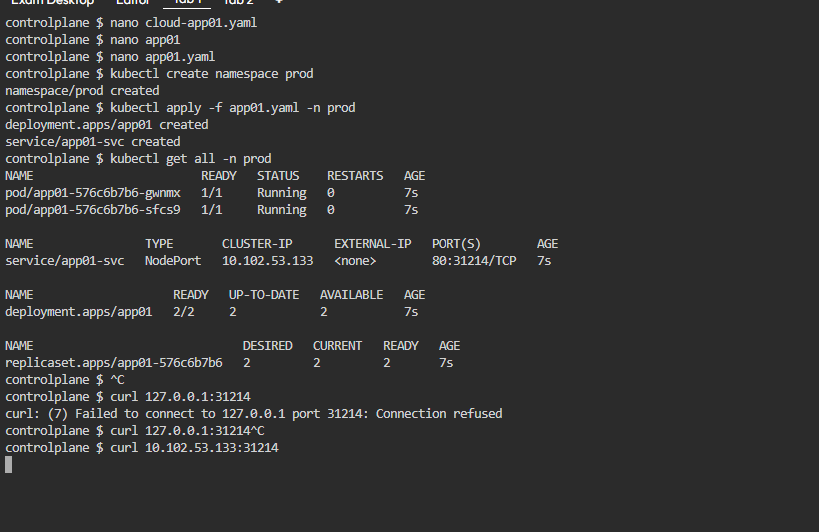 Exam Desktop Editor Tab 1 Tab 2 +
controlplane $ nano cloud-app01.yaml
controlplane $ nano app01
controlplane $ nano app01.yaml
controlplane $ kubectl create namespace prod
namespace/prod created
controlplane $ kubectl apply -f app01.yaml -n prod
deployment.apps/app01 created
service/app01-svc created
controlplane $ kubectl get all -n prod
NAME READY STATUS RESTARTS AGE
pod/app01-576c6b7b6-gwnmx 1/1 Running 0 7s
pod/app01-576c6b7b6-sfcs9 1/1 Running 0 7s
NAME TYPE CLUSTER-IP EXTERNAL-IP PORT(S) AGE
service/app01-svc NodePort 10.102.53.133 <none> 80:31214/TCP 7s
NAME READY UP-TO-DATE AVAILABLE AGE
deployment.apps/app01 2/2 2 2 7s
NAME DESIRED CURRENT READY AGE
replicaset.apps/app01-576c6b7b6 2 2 2 7s
controlplane $ ^C
controlplane $ curl 127.0.0.1:31214
curl: (7) Failed to connect to 127.0.0.1 port 31214: Connection refused
controlplane $ curl 127.0.0.1:31214^C
controlplane $ curl 10.102.53.133:31214